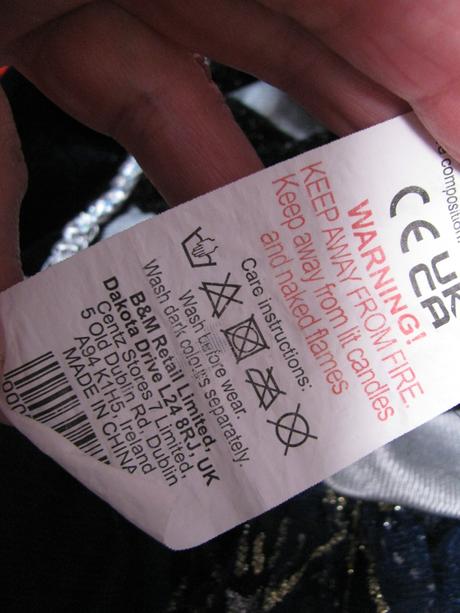 composition.
CE UK
CA
WARNING!
KEEP AWAY FROM FIRE.
Keep away from lit candles
and naked flames
Care instructions:
Wash before wear.
Wash dark colours separately.
B&M Retail Limited,
Dakota Drive L24 8RJ, UK
Centz Stores 7 Limited,
5 Old Dublin Rd, Dublin
A94 K1H5, Ireland
MADE IN CHINA